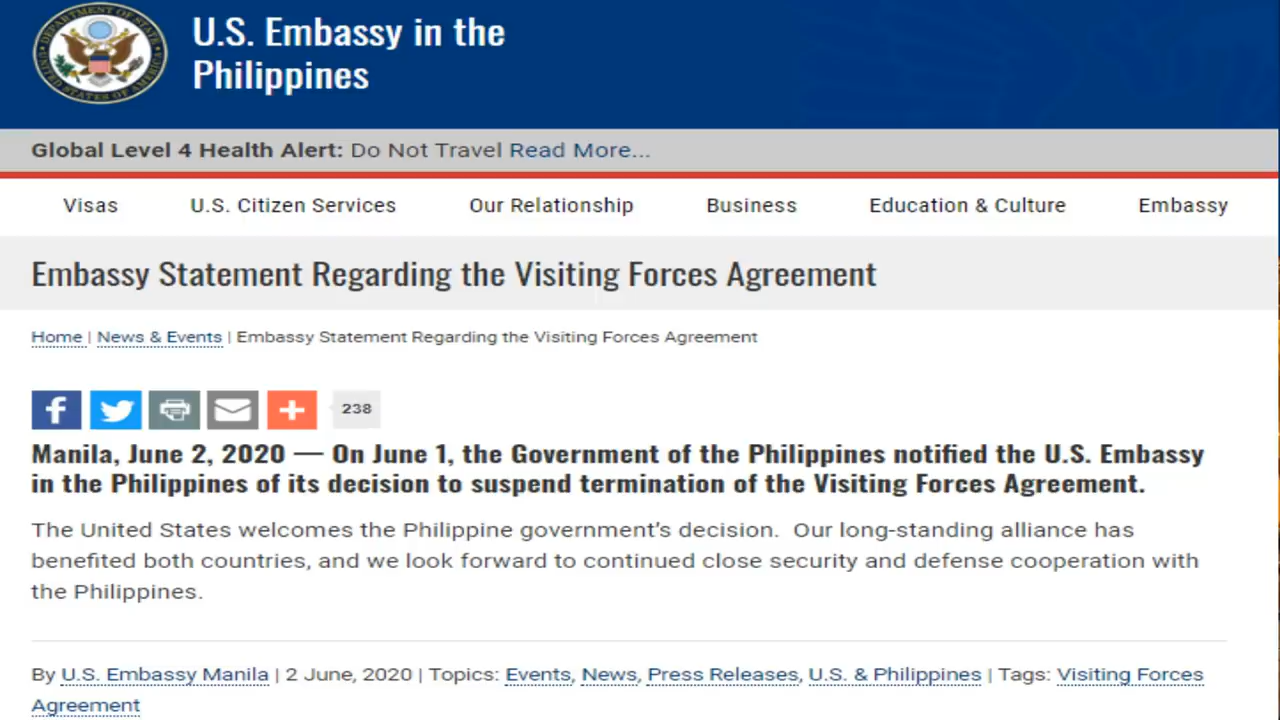 U.S. Embassy in the
Philippines
Global Level 4 Health Alert: Do Not Travel Read More...
Visas U.S. Citizen Services Our Relationship Business Education & Culture Embassy
Embassy Statement Regarding the Visiting Forces Agreement
Home | News & Events | Embassy Statement Regarding the Visiting Forces Agreement
238
Manila, June 2, 2020 — On June 1, the Government of the Philippines notified the U.S. Embassy
in the Philippines of its decision to suspend termination of the Visiting Forces Agreement.
The United States welcomes the Philippine government's decision. Our long-standing alliance has
benefited both countries, and we look forward to continued close security and defense cooperation with
the Philippines.
By U.S. Embassy Manila | 2 June, 2020 | Topics: Events, News, Press Releases, U.S. & Philippines | Tags: Visiting Forces
Agreement